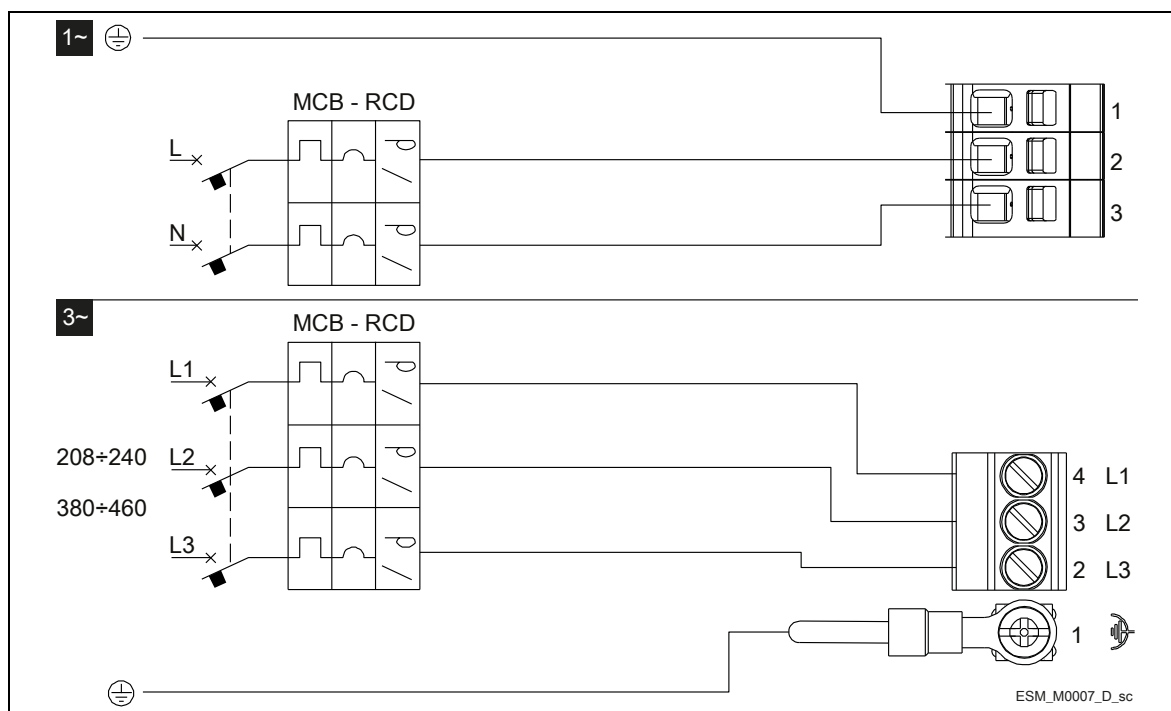 1~
MCB - RCD
L
N
1
2
3
3~
MCB - RCD
L1
208÷240 L2
380÷460
L3
4 L1
3 L2
2 L3
1
ESM_M0007_D_sc